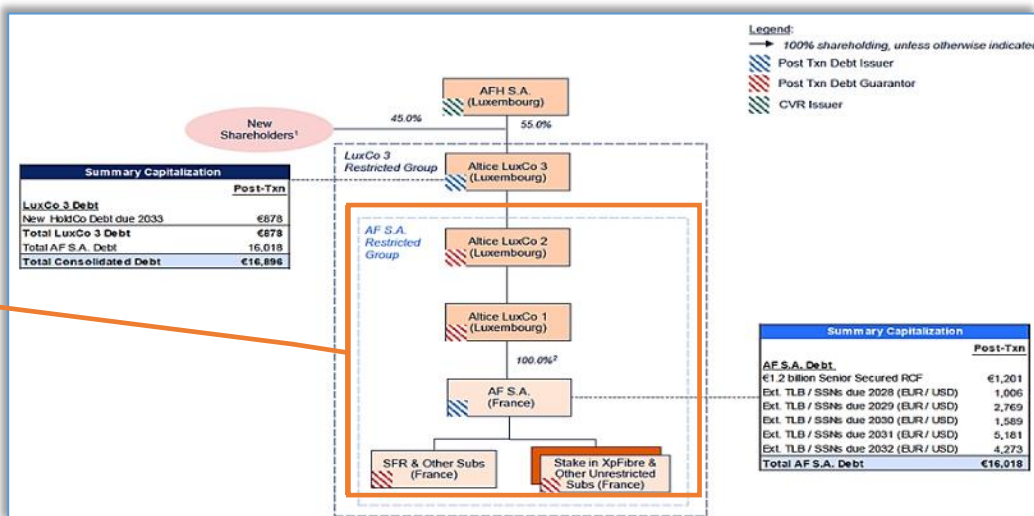 Legend:
100% shareholding, unless otherwise indicated
Post Txn Debt Issuer
Post Txn Debt Guarantor
CVR Issuer
AFH S.A.
(Luxembourg)
New
Shareholders¹
45.0%
55.0%
LuxCo 3
Restricted Group
Altice LuxCo 3
(Luxembourg)
Summary Capitalization
Post-Txn
LuxCo 3 Debt
New HoldCo Debt due 2033 €878
Total LuxCo 3 Debt €878
Total AF S.A. Debt 16,018
Total Consolidated Debt €16,896
AF S.A.
Restricted
Group
Altice LuxCo 2
(Luxembourg)
Altice LuxCo 1
(Luxembourg)
100.0%²
AF S.A.
(France)
SFR & Other Subs
(France)
Stake in XpFibre &
Other Unrestricted
Subs (France)
Summary Capitalization
Post-Txn
AF S.A. Debt
€1.2 billion Senior Secured RCF €1,201
Ext. TLB / SSNs due 2028 (EUR / USD) 1,006
Ext. TLB / SSNs due 2029 (EUR / USD) 2,769
Ext. TLB / SSNs due 2030 (EUR / USD) 1,589
Ext. TLB / SSNs due 2031 (EUR / USD) 5,181
Ext. TLB / SSNs due 2032 (EUR / USD) 4,273
Total AF S.A. Debt €16,018